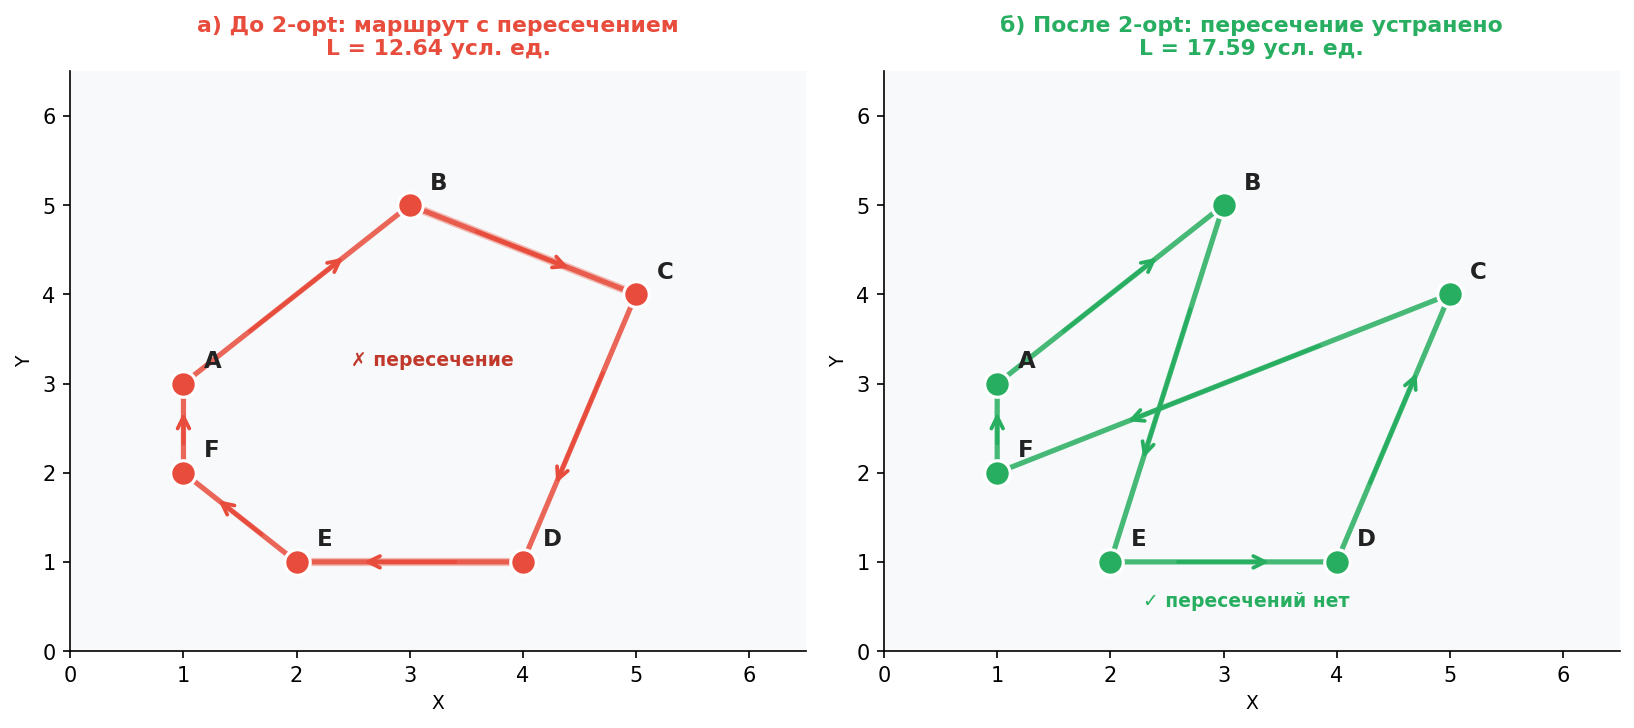 а) До 2-opt: маршрут с пересечением
L = 12.64 усл. ед.
6
5
4
3
2
1
0
Y
B
C
A
✗ пересечение
F
E
D
0 1 2 3 4 5 6
X
б) После 2-opt: пересечение устранено
L = 17.59 усл. ед.
6
5
4
3
2
1
0
Y
B
C
A
F
E
D
✓ пересечений нет
0 1 2 3 4 5 6
X